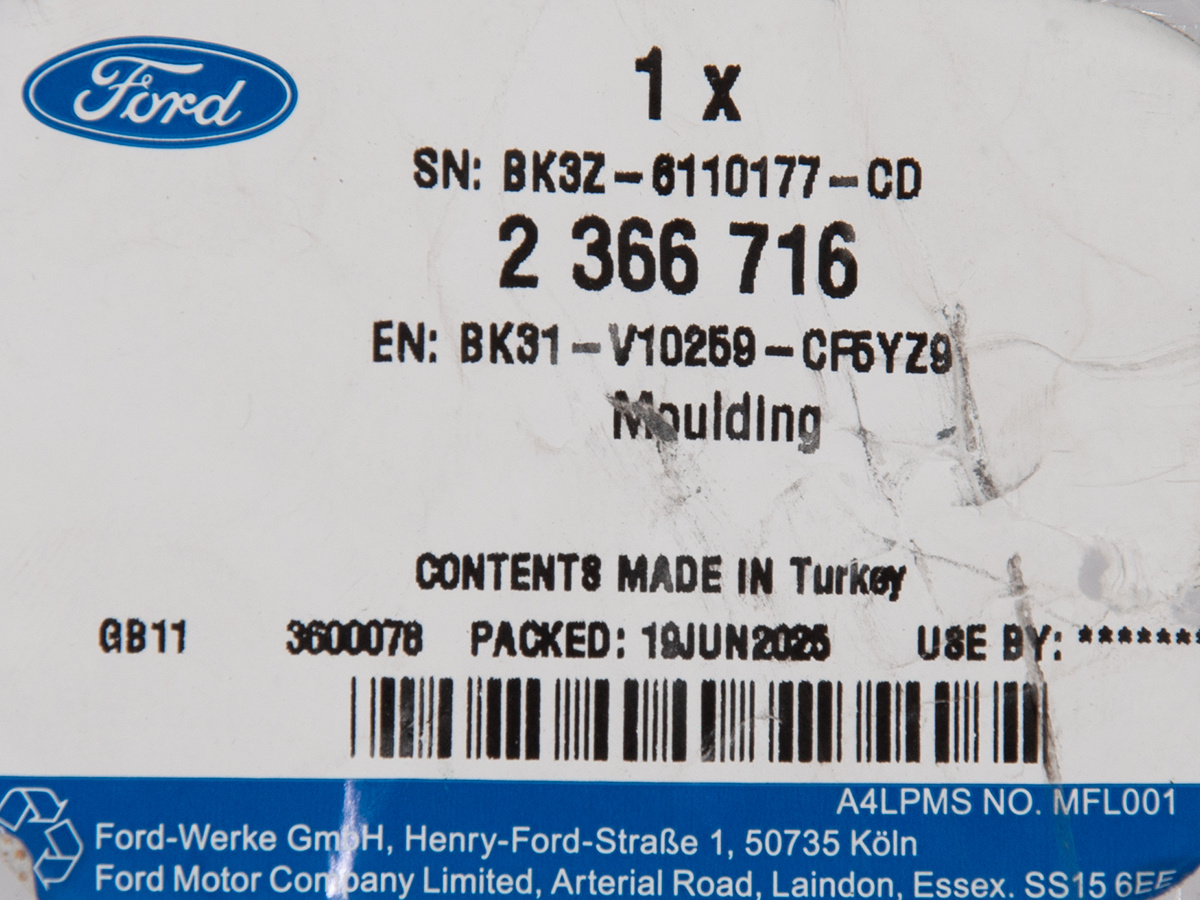 Ford
1 x
SN: BK3Z-6110177-CD
2 366 716
EN: BK31-V10259-CF5YZ9
Moulding
CONTENTS MADE IN Turkey
GB11 3600078 PACKED: 19JUN2025 USE BY: *******
A4LPMS NO. MFL001
Ford-Werke GmbH, Henry-Ford-Straße 1, 50735 Köln
Ford Motor Company Limited, Arterial Road, Laindon, Essex. SS15 6EE